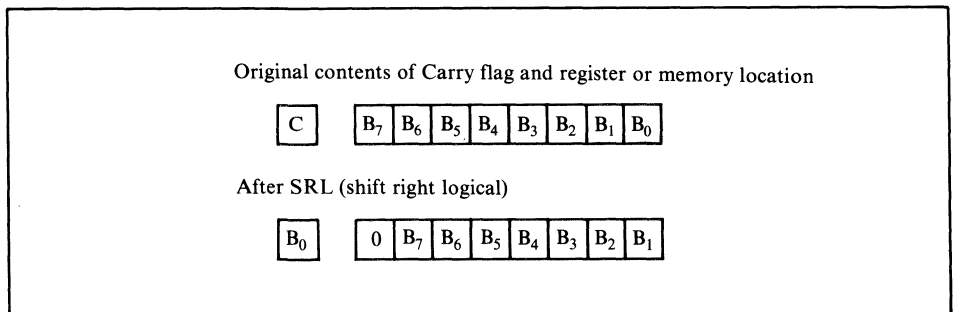 Original contents of Carry flag and register or memory location
C B₇ B₆ B₅ B₄ B₃ B₂ B₁ B₀
After SRL (shift right logical)
B₀ 0 B₇ B₆ B₅ B₄ B₃ B₂ B₁